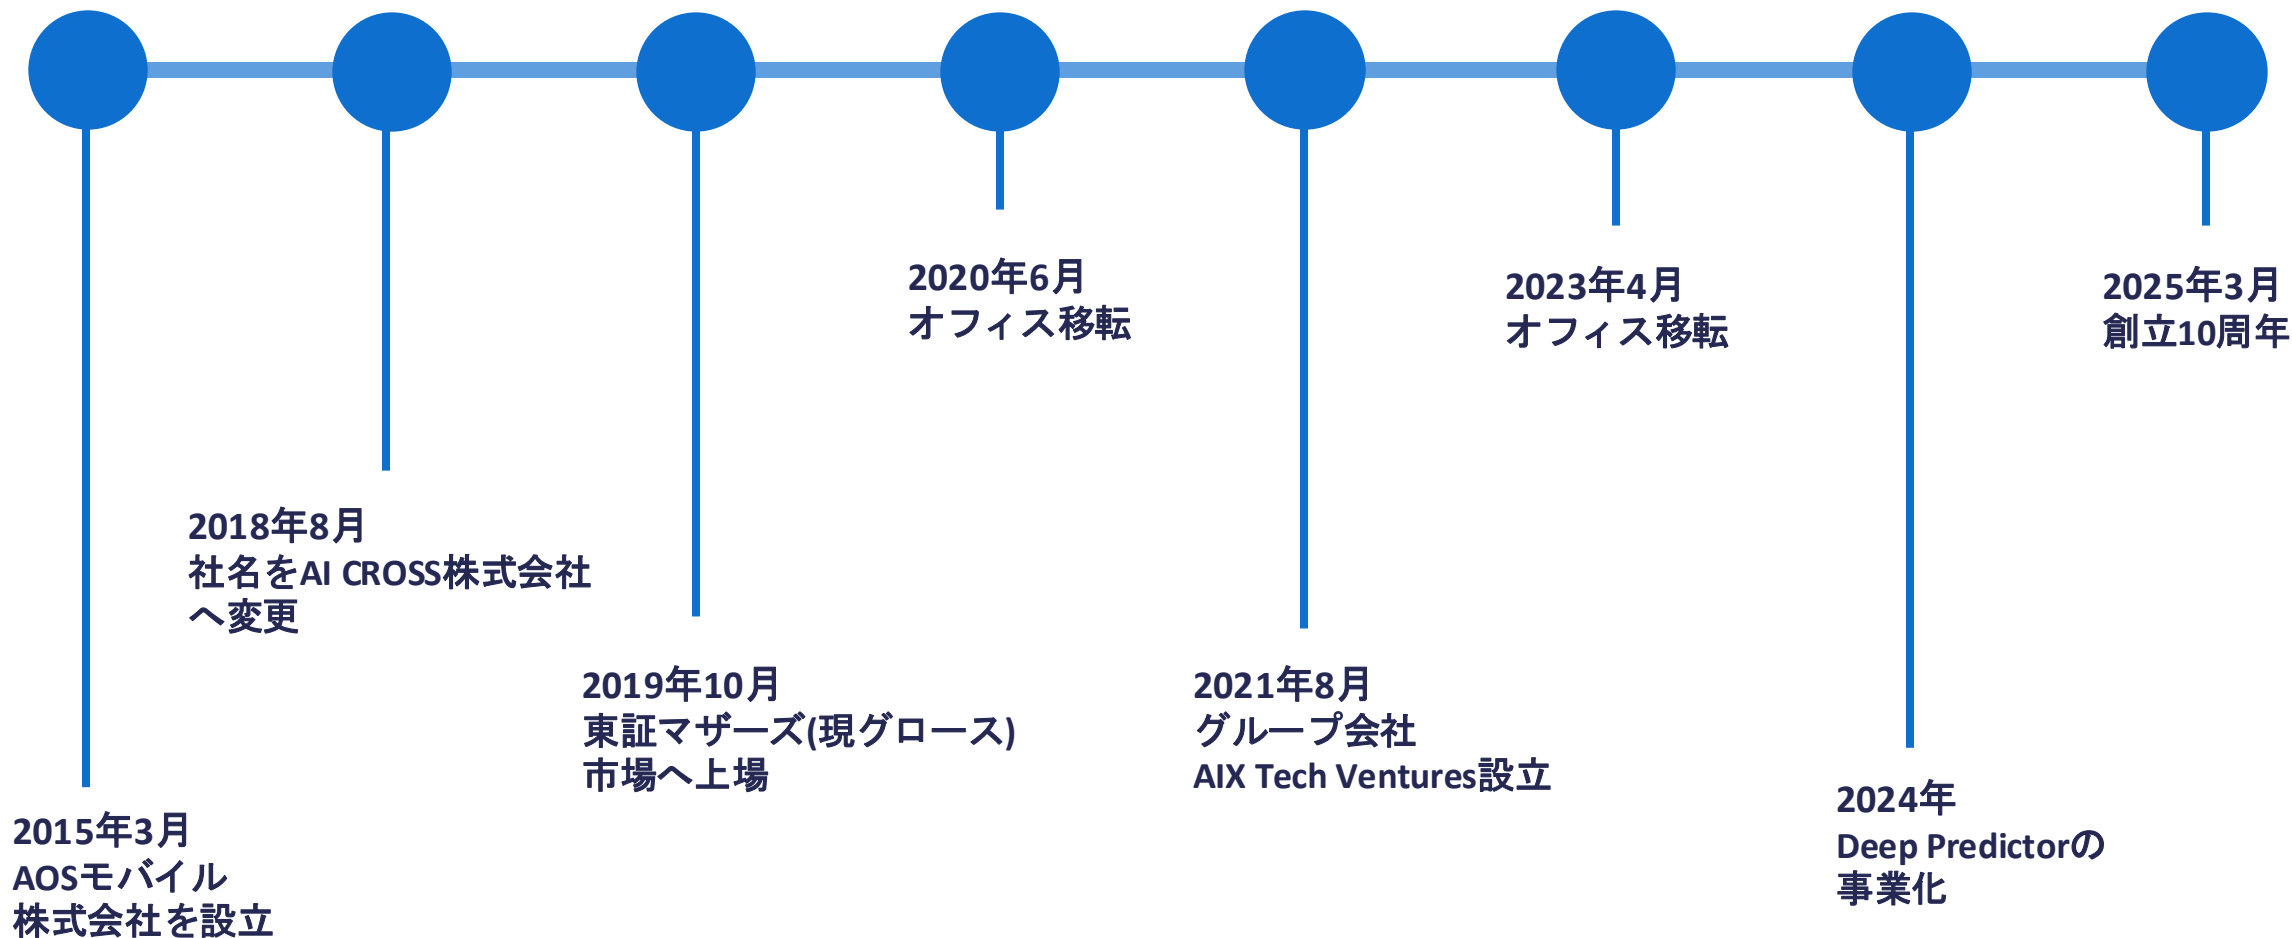 2015年3月
AOSモバイル
株式会社を設立
2018年8月
社名をAI CROSS株式会社
へ変更
2019年10月
東証マザーズ(現グロース)
市場へ上場
2020年6月
オフィス移転
2021年8月
グループ会社
AIX Tech Ventures設立
2023年4月
オフィス移転
2024年
Deep Predictorの
事業化
2025年3月
創立10周年